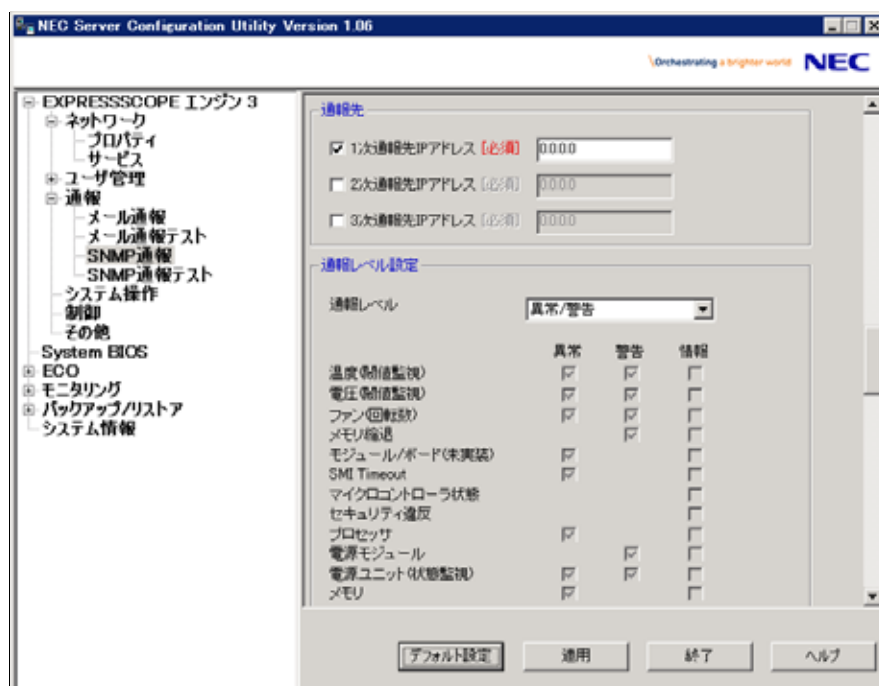 NEC Server Configuration Utility Version 1.06
\Orchestrating a brighter world NEC
EXPRESSSCOPE エンジン 3
ネットワーク
プロパティ
サービス
ユーザ管理
通報
メール通報
メール通報テスト
SNMP通報
SNMP通報テスト
システム操作
制御
その他
System BIOS
ECO
モニタリング
バックアップ/リストア
システム情報
通報先
1次通報先IPアドレス [必須] 0.0.0.0
2次通報先IPアドレス [必須] 0.0.0.0
3次通報先IPアドレス [必須] 0.0.0.0
通報レベル設定
通報レベル 異常/警告
異常 警告 情報
温度(閾値監視)
電圧(閾値監視)
ファン(回転数)
メモリ縮退
モジュール/ボード(未実装)
SMI Timeout
マイクロコントローラ状態
セキュリティ違反
プロセッサ
電源モジュール
電源ユニット(状態監視)
メモリ
デフォルト設定 適用 終了 ヘルプ